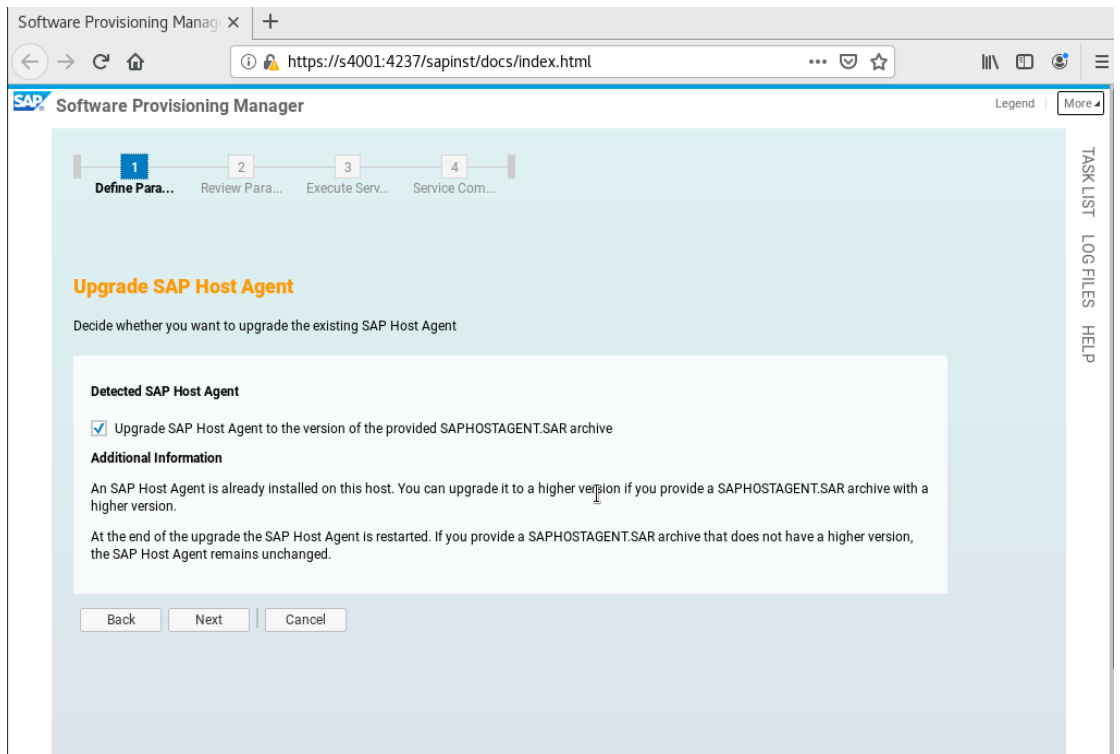 Software Provisioning Manag
https://s4001:4237/sapinst/docs/index.html
SAP Software Provisioning Manager
Legend
More
1
2
3
4
Define Para...
Review Para...
Execute Serv...
Service Com...
TASK LIST
LOG FILES
HELP
Upgrade SAP Host Agent
Decide whether you want to upgrade the existing SAP Host Agent
Detected SAP Host Agent
Upgrade SAP Host Agent to the version of the provided SAPHOSTAGENT.SAR archive
Additional Information
An SAP Host Agent is already installed on this host. You can upgrade it to a higher version if you provide a SAPHOSTAGENT.SAR archive with a
higher version.
At the end of the upgrade the SAP Host Agent is restarted. If you provide a SAPHOSTAGENT.SAR archive that does not have a higher version,
the SAP Host Agent remains unchanged.
Back
Next
Cancel